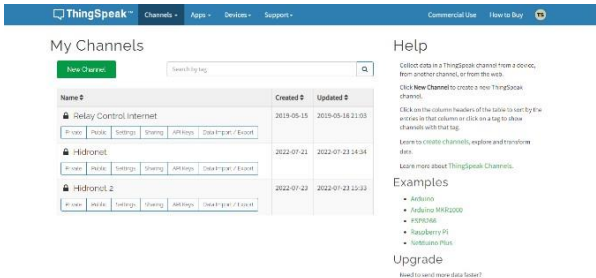 ThingSpeak™ Channels Apps Devices Support Commercial Use How to Buy TS
My Channels
New Channel Search by tag
Name Created Updated
Relay Control Internet 2019-05-15 2019-05-16 21:03
Private Public Settings Sharing API Keys Data Import / Export
Hidronet 2022-07-21 2022-07-23 14:34
Private Public Settings Sharing API Keys Data Import / Export
Hidronet 2 2022-07-23 2022-07-23 15:33
Private Public Settings Sharing API Keys Data Import / Export
Help
Collect data in a ThingSpeak channel from a device,
from another channel, or from the web.
Click New Channel to create a new ThingSpeak
channel.
Click on the column headers of the table to sort by the
entries in that column or click on a tag to show
channels with that tag.
Learn to create channels, explore and transform
data.
Learn more about ThingSpeak Channels.
Examples
Arduino
Arduino MKR1000
ESP8266
Raspberry Pi
Netduino Plus
Upgrade
Need to send more data faster?